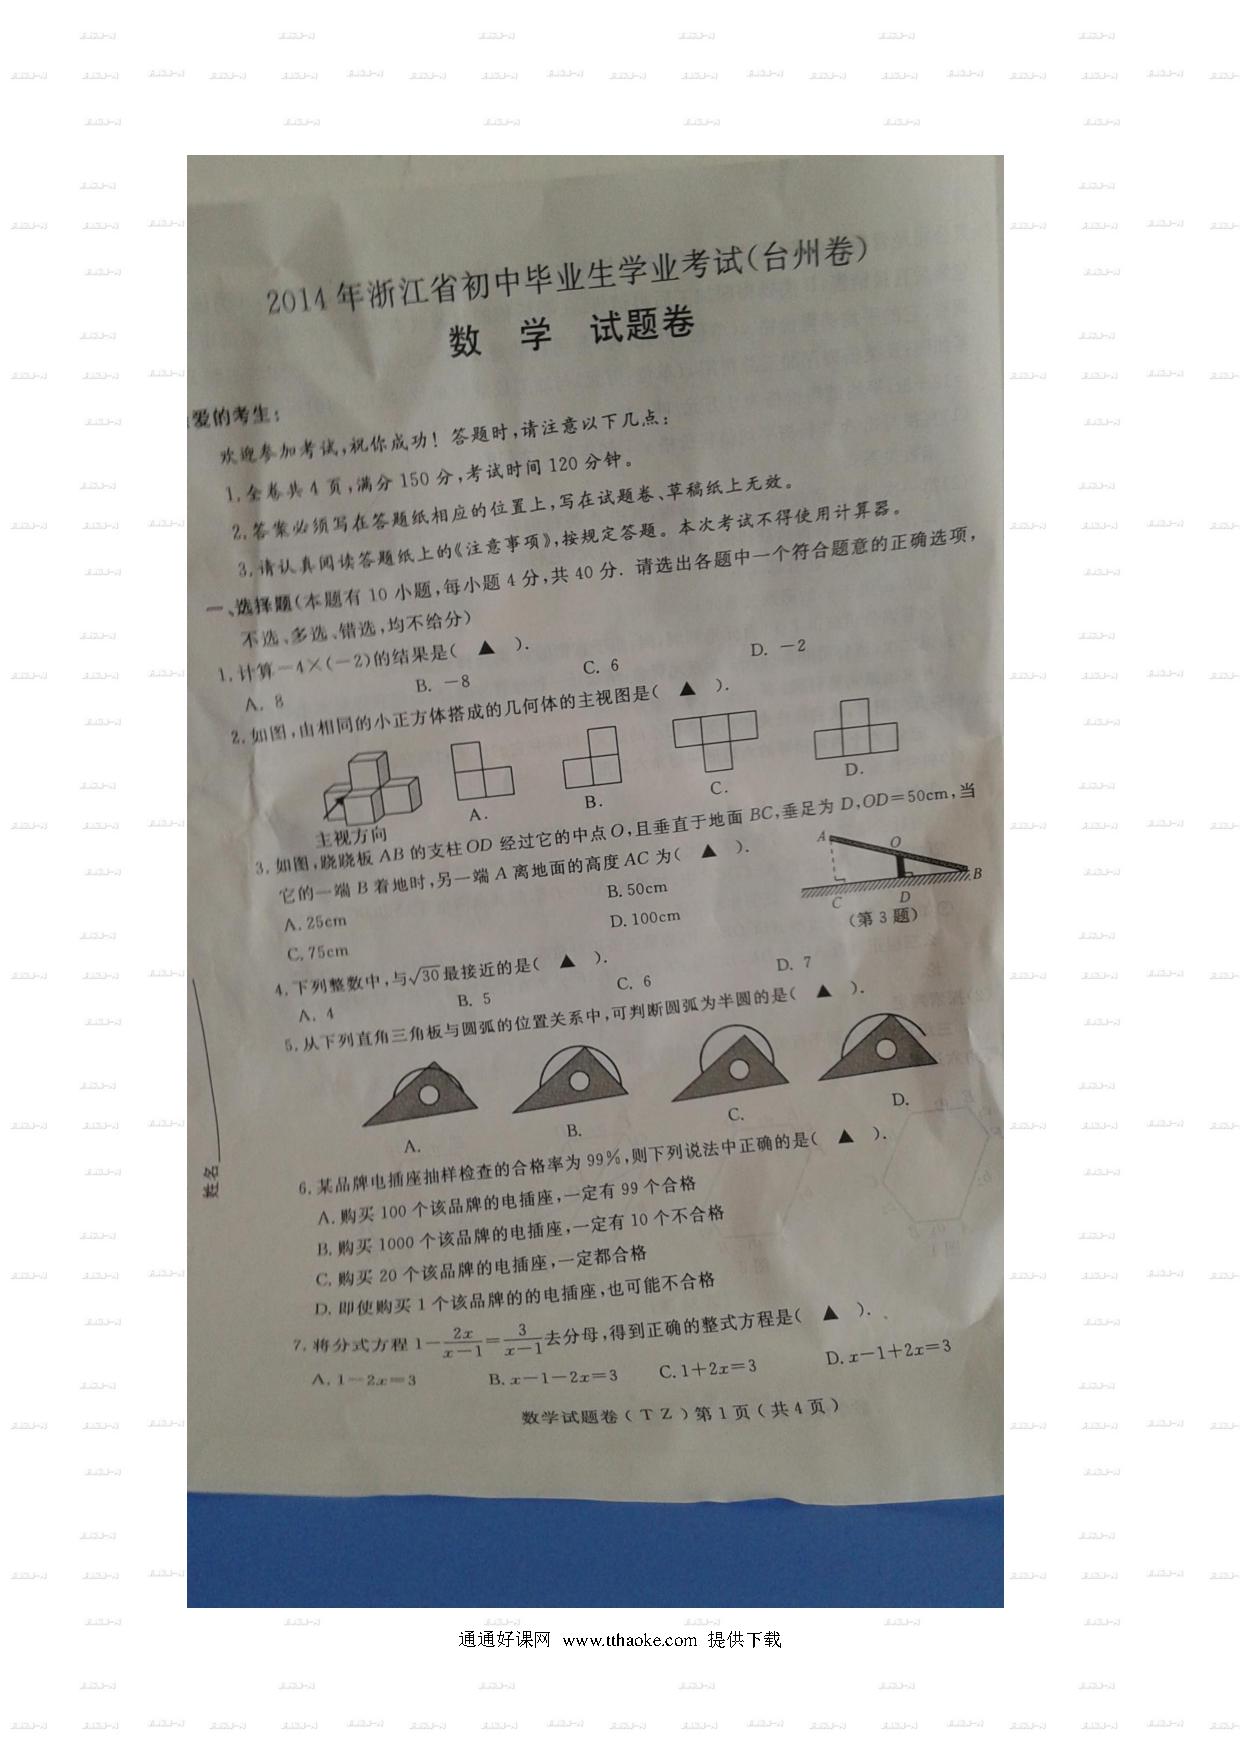 2014年浙江省初中毕业生学业考试(台州卷)
数 学 试题卷
爱的考生:
欢迎参加考试,祝你成功! 答题时,请注意以下几点:
1.全卷共4页,满分150分,考试时间120分钟。
2.答案必须写在答题纸相应的位置上,写在试题卷、草稿纸上无效。
3.请认真阅读答题纸上的《注意事项》,按规定答题。本次考试不得使用计算器。
一、选择题(本题有10小题,每小题4分,共40分. 请选出各题中一个符合题意的正确选项,
不选、多选、错选,均不给分)
1.计算-4×(-2)的结果是( ▲ ).
A. 8 B. -8 C. 6 D. -2
2.如图,由相同的小正方体搭成的几何体的主视图是( ▲ ).
主视方向 A. B. C. D.
3.如图,跷跷板AB的支柱OD经过它的中点O,且垂直于地面BC,垂足为D,OD=50cm,当
它的一端B着地时,另一端A离地面的高度AC为( ▲ ).
A.25cm B.50cm
C.75cm D.100cm
A O B C D
(第3题)
4.下列整数中,与√30最接近的是( ▲ ).
A. 4 B. 5 C. 6 D. 7
5.从下列直角三角板与圆弧的位置关系中,可判断圆弧为半圆的是( ▲ ).
A. B. C. D.
6.某品牌电插座抽样检查的合格率为99%,则下列说法中正确的是( ▲ ).
A.购买100个该品牌的电插座,一定有99个合格
B.购买1000个该品牌的电插座,一定有10个不合格
C.购买20个该品牌的电插座,一定都合格
D.即使购买1个该品牌的的电插座,也可能不合格
7.将分式方程1-2x/(x-1)=3/(x-1)去分母,得到正确的整式方程是( ▲ ).
A.1-2x=3 B.x-1-2x=3 C.1+2x=3 D.x-1+2x=3
数学试题卷(TZ)第1页(共4页)
姓名
通通好课网 www.tthaoke.com 提供下载